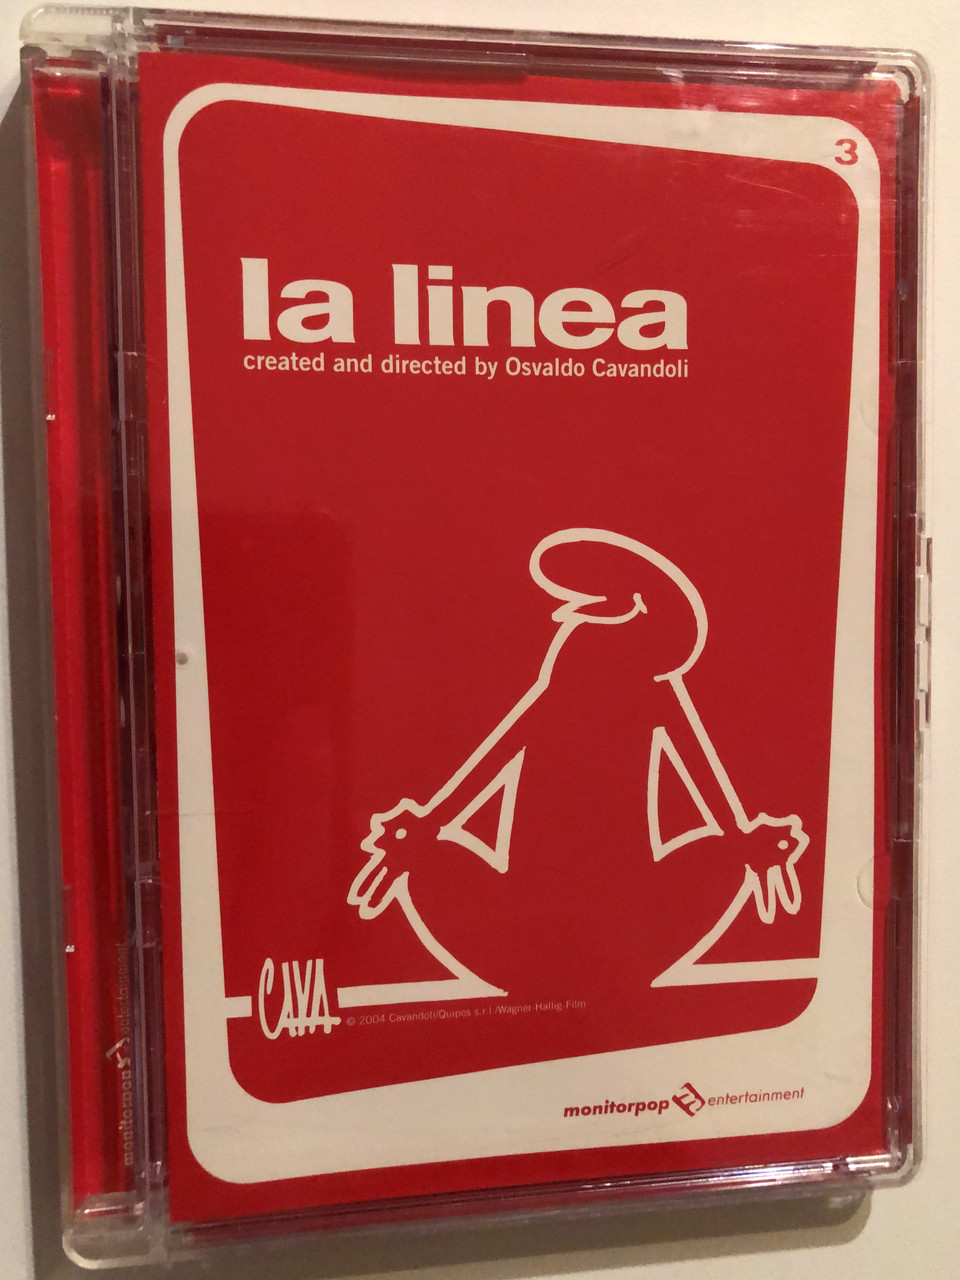 3
la linea
created and directed by Osvaldo Cavandoli
CAVA
© 2004 Cavandoli/Quipos s.r.l./Wagner-Hallig Film
monitorpop entertainment
monitorpop entertainment